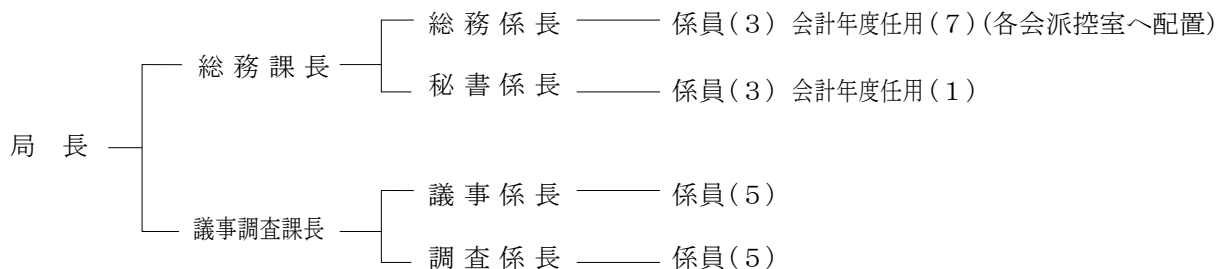 総務係長 係員(3) 会計年度任用(7)(各会派控室へ配置)
総務課長
秘書係長 係員(3) 会計年度任用(1)
局長
議事係長 係員(5)
議事調査課長
調査係長 係員(5)